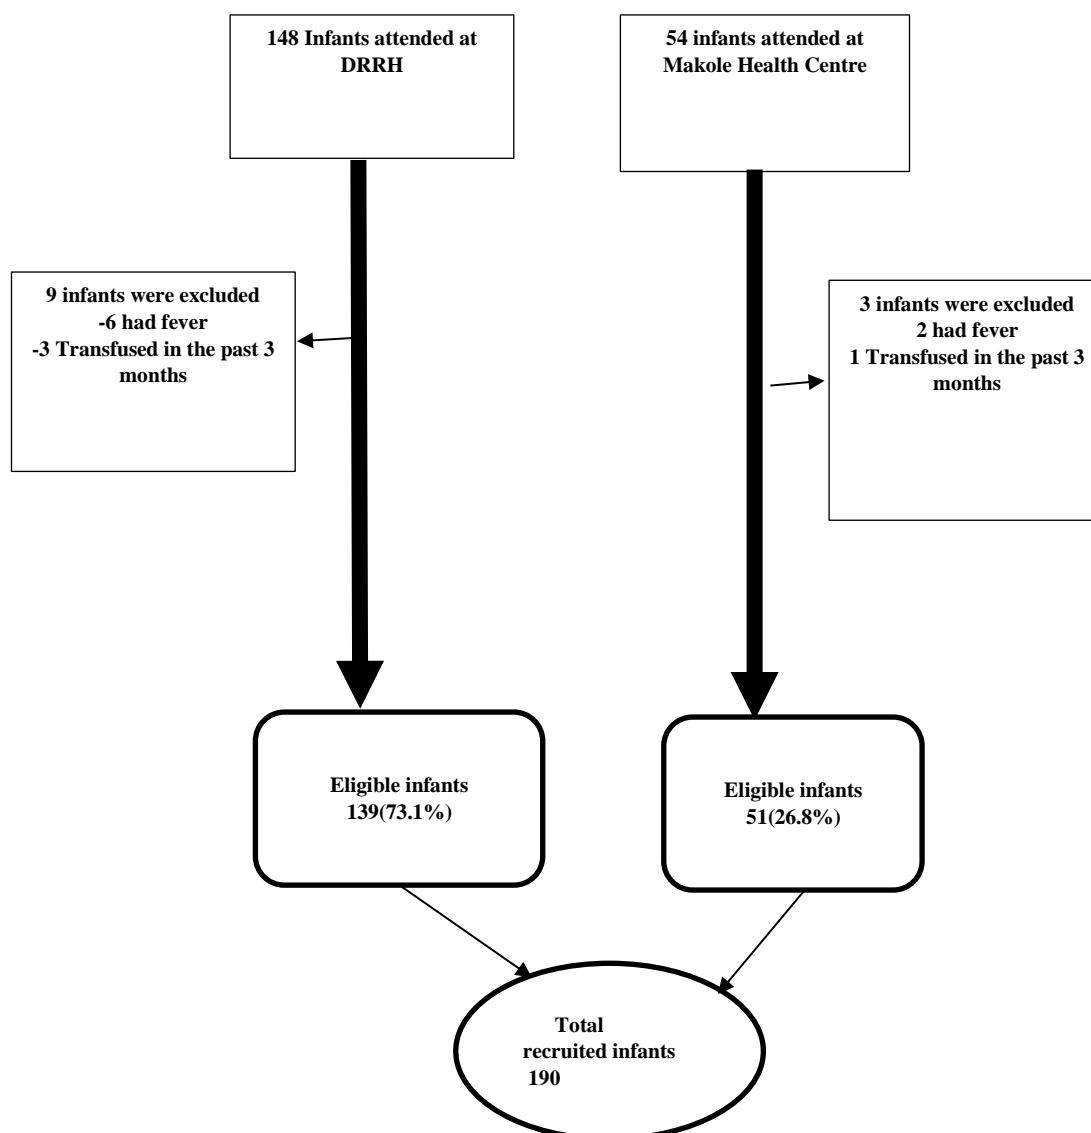 148 Infants attended at
DRRH
54 infants attended at
Makole Health Centre
9 infants were excluded
-6 had fever
-3 Transfused in the past 3
months
3 infants were excluded
2 had fever
1 Transfused in the past 3
months
Eligible infants
139(73.1%)
Eligible infants
51(26.8%)
Total
recruited infants
190